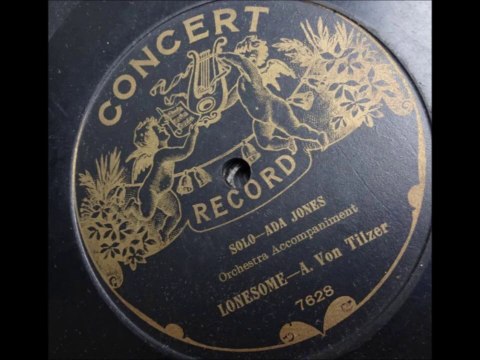 CONCERT
RECORD
SOLO—ADA JONES
Orchestra Accompaniment
LONESOME—A. Von Tilzer
7628